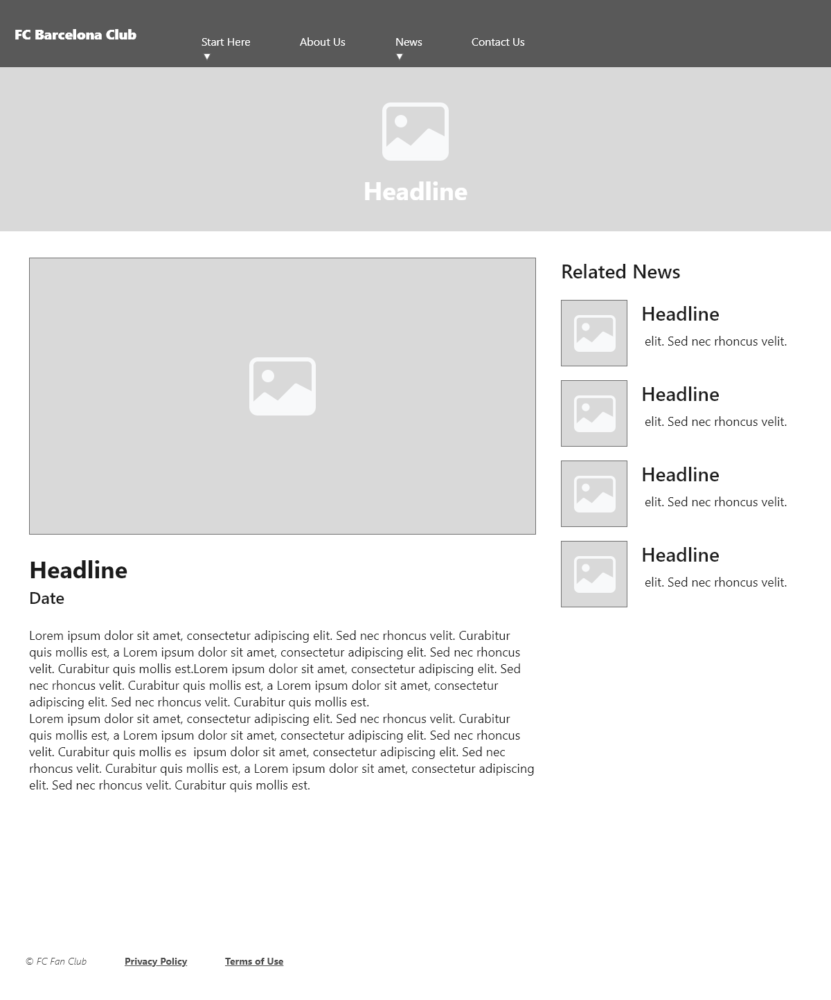 FC Barcelona Club
Start Here
▼
About Us
News
▼
Contact Us
Headline
Headline
Date
Lorem ipsum dolor sit amet, consectetur adipiscing elit. Sed nec rhoncus velit. Curabitur
quis mollis est, a Lorem ipsum dolor sit amet, consectetur adipiscing elit. Sed nec rhoncus
velit. Curabitur quis mollis est.Lorem ipsum dolor sit amet, consectetur adipiscing elit. Sed
nec rhoncus velit. Curabitur quis mollis est, a Lorem ipsum dolor sit amet, consectetur
adipiscing elit. Sed nec rhoncus velit. Curabitur quis mollis est.
Lorem ipsum dolor sit amet, consectetur adipiscing elit. Sed nec rhoncus velit. Curabitur
quis mollis est, a Lorem ipsum dolor sit amet, consectetur adipiscing elit. Sed nec rhoncus
velit. Curabitur quis mollis es  ipsum dolor sit amet, consectetur adipiscing elit. Sed nec
rhoncus velit. Curabitur quis mollis est, a Lorem ipsum dolor sit amet, consectetur adipiscing
elit. Sed nec rhoncus velit. Curabitur quis mollis est.
Related News
Headline
elit. Sed nec rhoncus velit.
Headline
elit. Sed nec rhoncus velit.
Headline
elit. Sed nec rhoncus velit.
Headline
elit. Sed nec rhoncus velit.
© FC Fan Club
Privacy Policy
Terms of Use